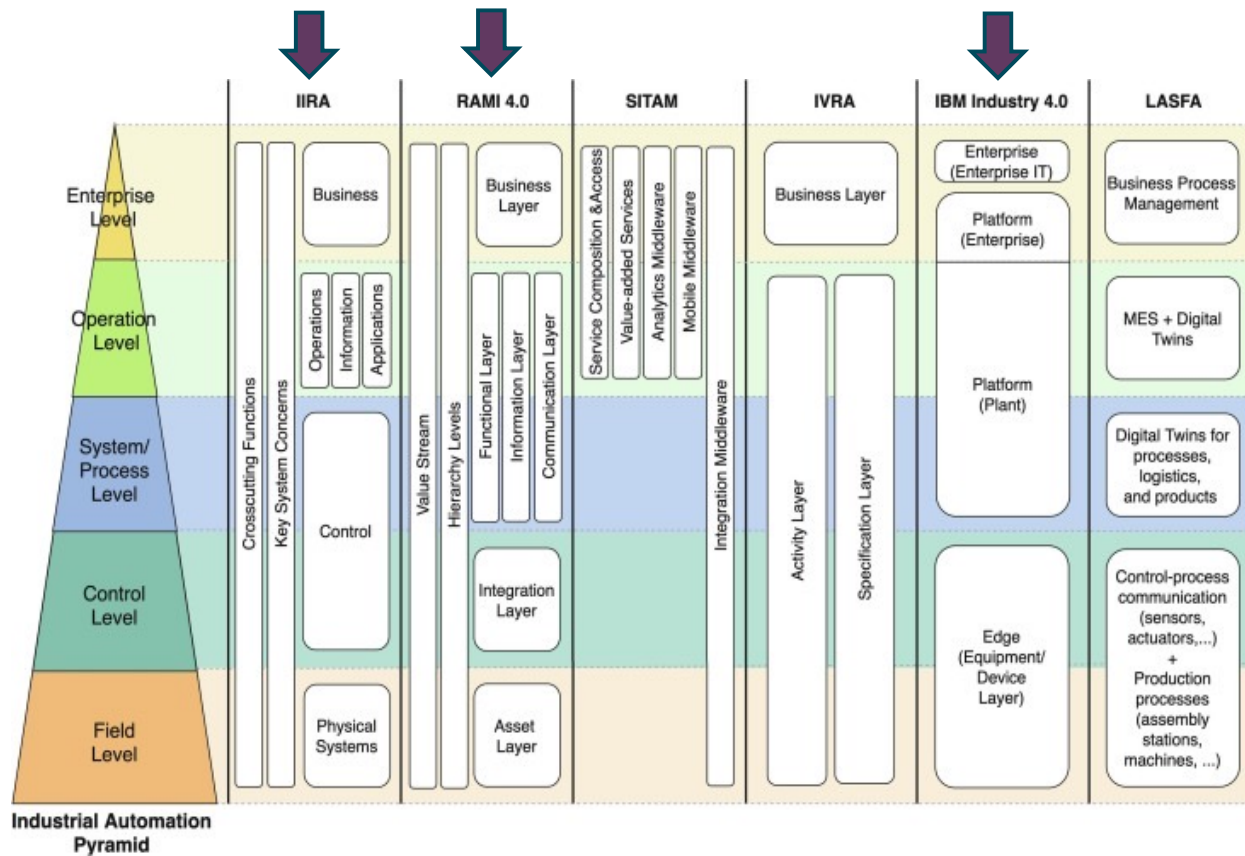 IIRA
RAMI 4.0
SITAM
IVRA
IBM Industry 4.0
LASFA
Enterprise
Level
Operation
Level
System/
Process
Level
Control
Level
Field
Level
Industrial Automation
Pyramid
Crosscutting Functions
Key System Concerns
Business
Operations
Information
Applications
Control
Physical
Systems
Value Stream
Hierarchy Levels
Business
Layer
Functional Layer
Information Layer
Communication Layer
Integration
Layer
Asset
Layer
Service Composition &Access
Value-added Services
Analytics Middleware
Mobile Middleware
Integration Middleware
Business Layer
Activity Layer
Specification Layer
Enterprise
(Enterprise IT)
Platform
(Enterprise)
Platform
(Plant)
Edge
(Equipment/
Device
Layer)
Business Process
Management
MES + Digital
Twins
Digital Twins for
processes,
logistics,
and products
Control-process
communication
(sensors,
actuators,...)
+
Production
processes
(assembly
stations,
machines, ...)